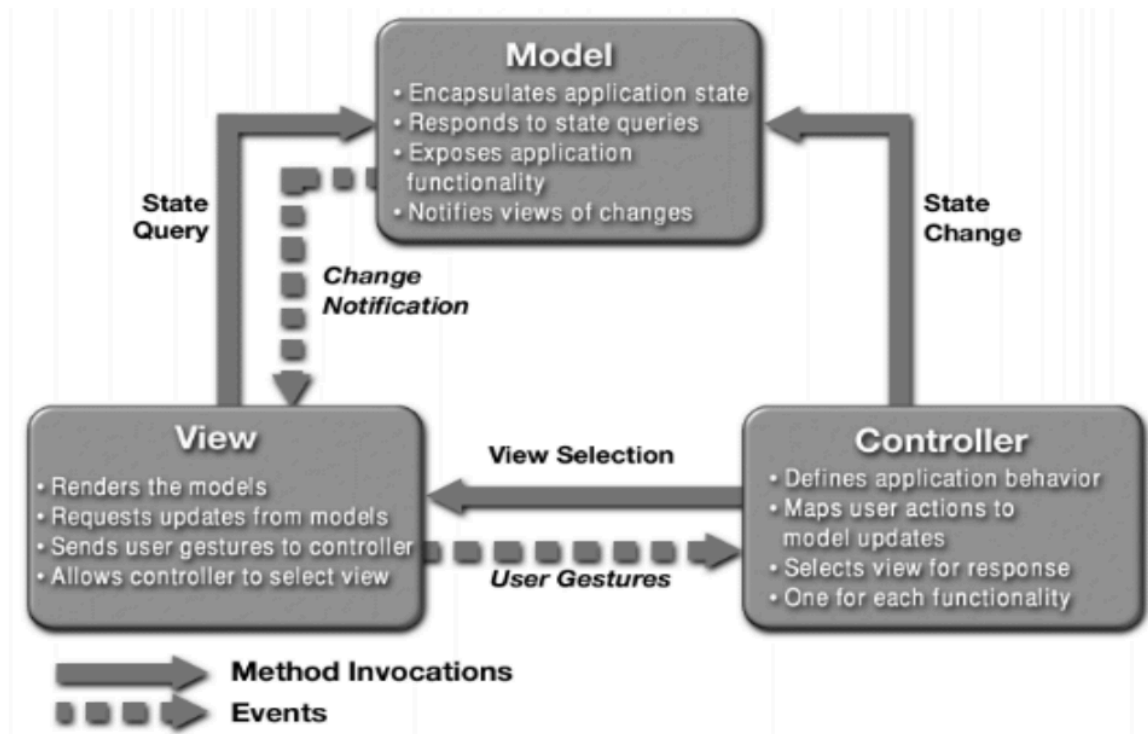 Model
• Encapsulates application state
• Responds to state queries
• Exposes application
functionality
• Notifies views of changes
State
Query
Change
Notification
State
Change
View
• Renders the models
• Requests updates from models
• Sends user gestures to controller
• Allows controller to select view
View Selection
User Gestures
Controller
• Defines application behavior
• Maps user actions to
model updates
• Selects view for response
• One for each functionality
Method Invocations
Events